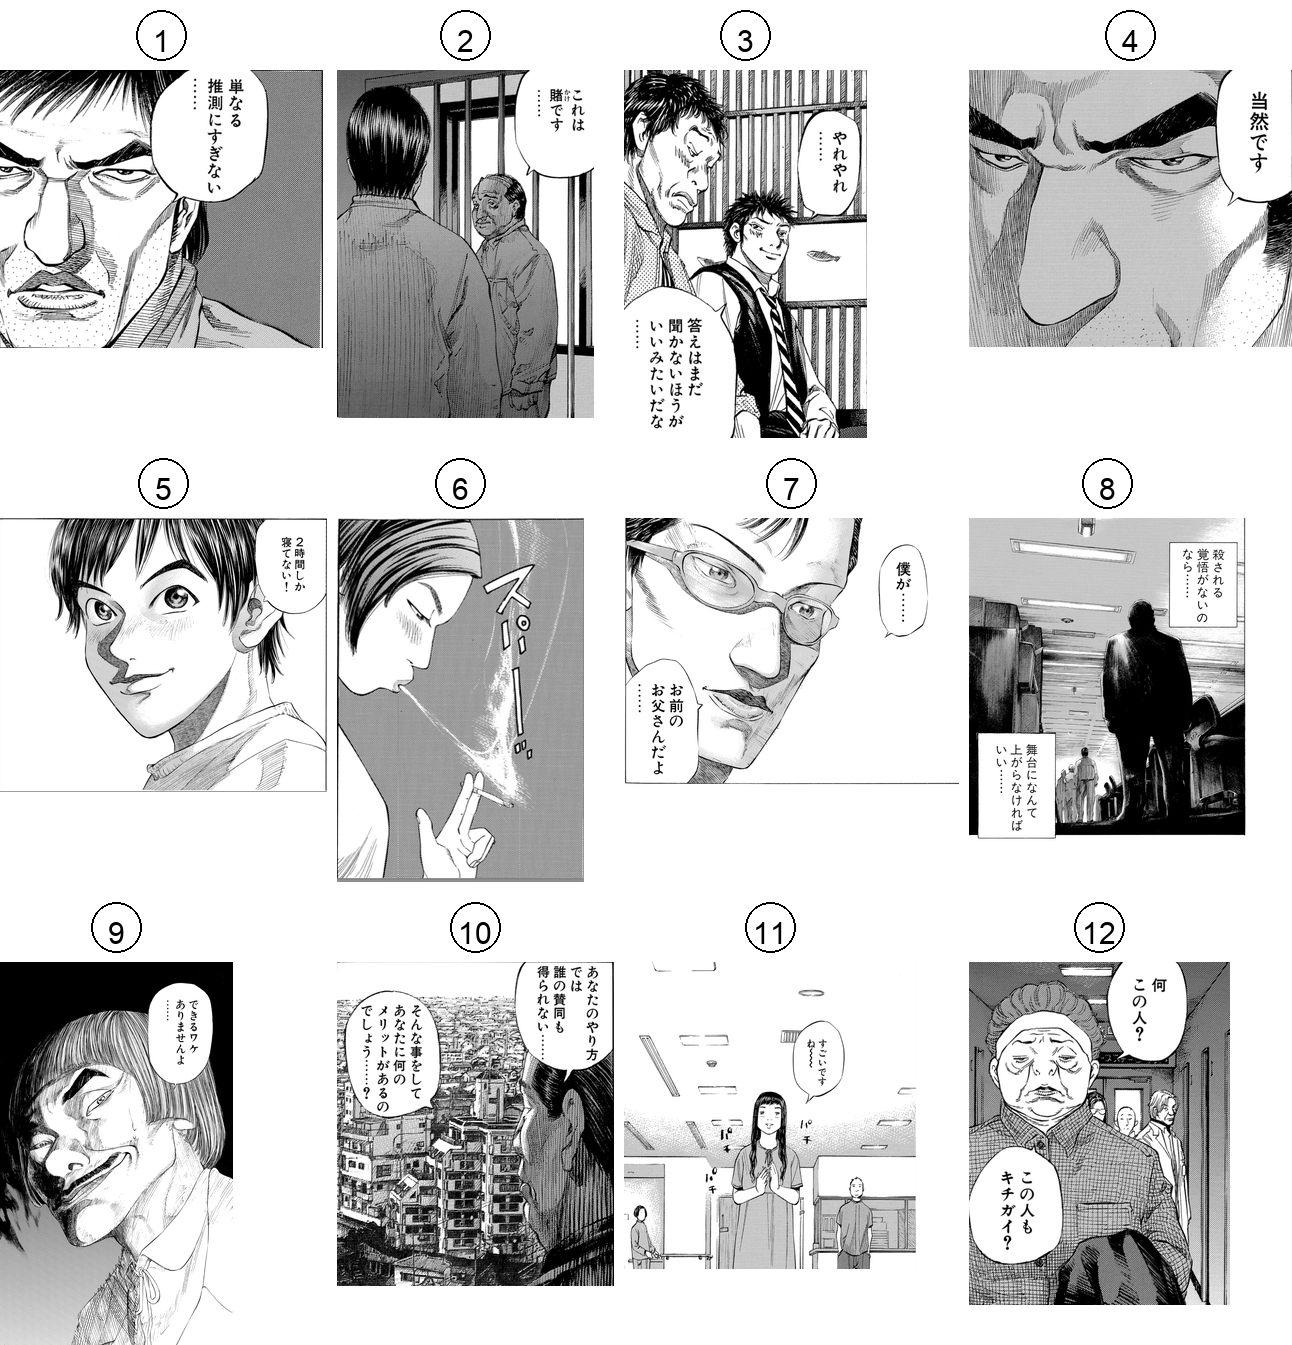 1
単なる
推測にすぎない
……
2
これは
賭です
かけ
……
3
やれやれ
……
答えはまだ
聞かないほうが
いいみたいだな
……
4
当然です
5
2時間しか
寝てない!
6
スパーーッ
7
僕が……
お前の
お父さんだよ
……
8
殺される
覚悟がないの
なら……
舞台になんて
上がらなければ
いい……
9
できるワケ
ありませんよ
……
10
あなたのやり方
では
誰の賛同も
得られない……
そんな事をして
あなたに何の
メリットがあるの
でしょう……?
11
すごいです
ね〜〜
パチ
パチ
パチ
12
何
この人?
この人も
キチガイ?